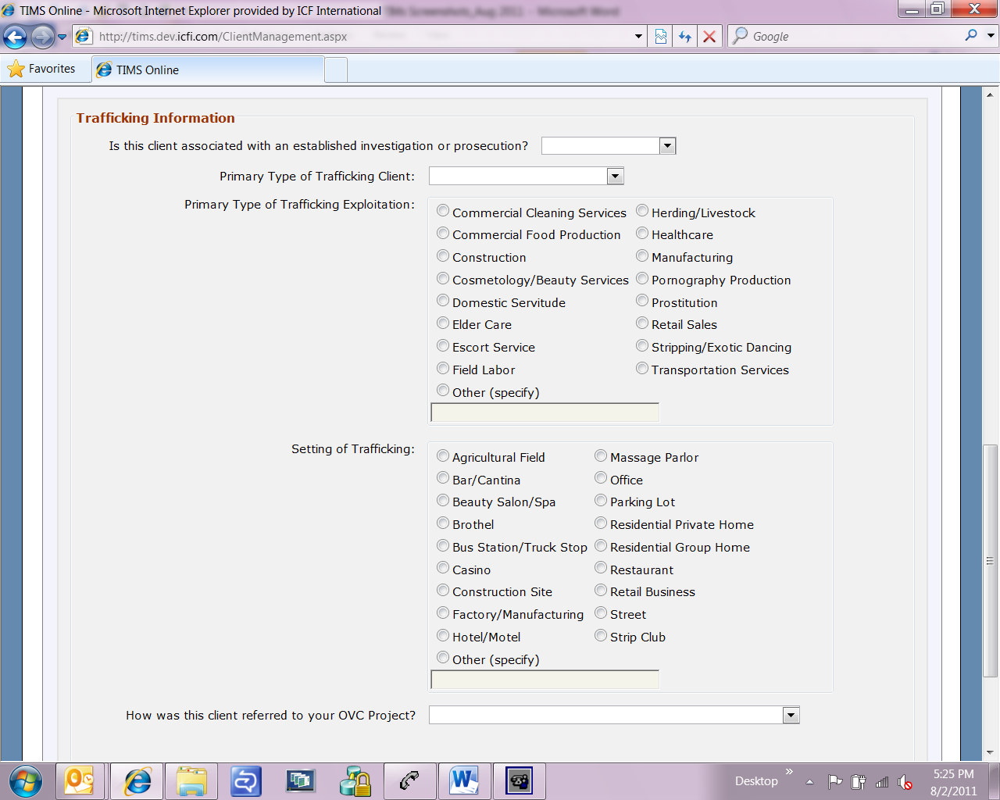 TIMS Online - Microsoft Internet Explorer provided by ICF International
TIMs Screenshots_Aug 2011 - Microsoft Word
http://tims.dev.icfi.com/ClientManagement.aspx
Google
Favorites
TIMS Online
Trafficking Information
Is this client associated with an established investigation or prosecution?
Primary Type of Trafficking Client:
Primary Type of Trafficking Exploitation:
Commercial Cleaning Services Herding/Livestock
Commercial Food Production Healthcare
Construction Manufacturing
Cosmetology/Beauty Services Pornography Production
Domestic Servitude Prostitution
Elder Care Retail Sales
Escort Service Stripping/Exotic Dancing
Field Labor Transportation Services
Other (specify)
Setting of Trafficking:
Agricultural Field Massage Parlor
Bar/Cantina Office
Beauty Salon/Spa Parking Lot
Brothel Residential Private Home
Bus Station/Truck Stop Residential Group Home
Casino Restaurant
Construction Site Retail Business
Factory/Manufacturing Street
Hotel/Motel Strip Club
Other (specify)
How was this client referred to your OVC Project?
Desktop
5:25 PM
8/2/2011